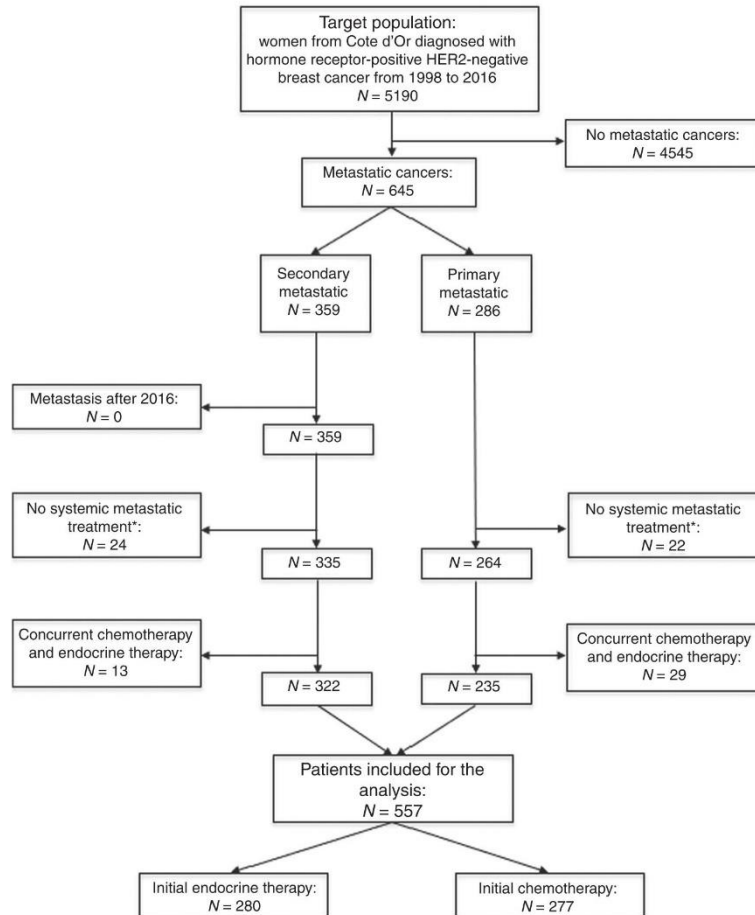 Target population:
women from Cote d'Or diagnosed with
hormone receptor-positive HER2-negative
breast cancer from 1998 to 2016
N = 5190
No metastatic cancers:
N = 4545
Metastatic cancers:
N = 645
Secondary
metastatic
N = 359
Primary
metastatic
N = 286
Metastasis after 2016:
N = 0
N = 359
No systemic metastatic
treatment*:
N = 24
No systemic metastatic
treatment*:
N = 22
N = 335
N = 264
Concurrent chemotherapy
and endocrine therapy:
N = 13
Concurrent chemotherapy
and endocrine therapy:
N = 29
N = 322
N = 235
Patients included for the
analysis:
N = 557
Initial endocrine therapy:
N = 280
Initial chemotherapy:
N = 277